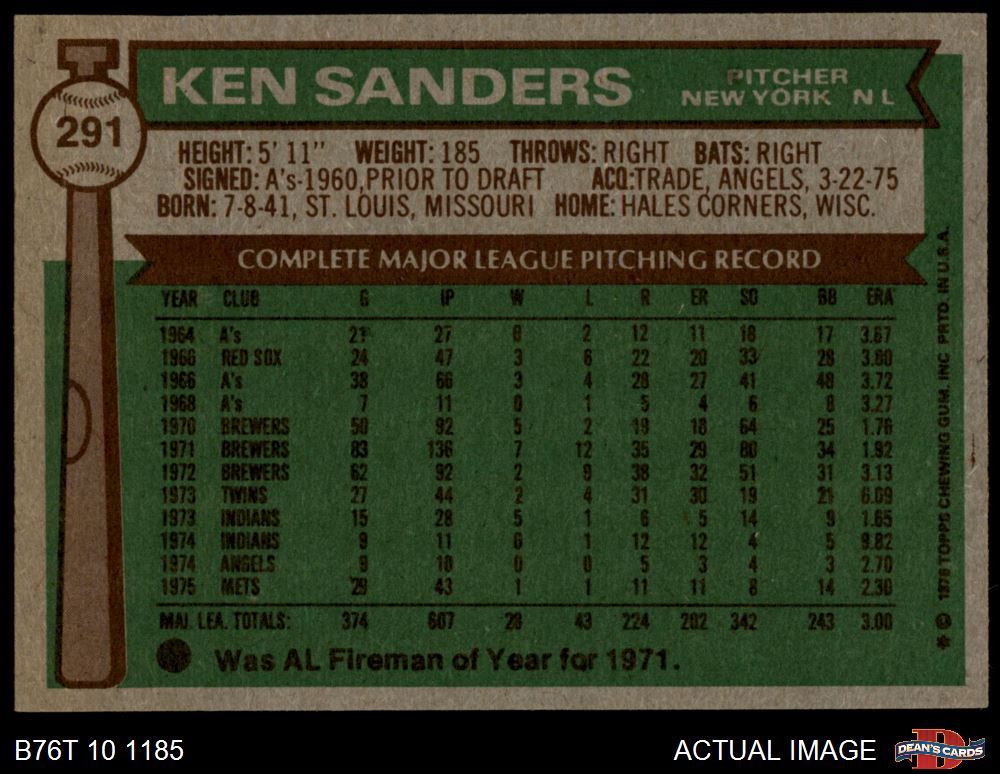 KEN SANDERS
PITCHER
NEW YORK N L
291
HEIGHT: 5' 11" WEIGHT: 185 THROWS: RIGHT BATS: RIGHT
SIGNED: A's-1960, PRIOR TO DRAFT ACQ: TRADE, ANGELS, 3-22-75
BORN: 7-8-41, ST. LOUIS, MISSOURI HOME: HALES CORNERS, WISC.
COMPLETE MAJOR LEAGUE PITCHING RECORD
YEAR CLUB G IP W L R ER SO BB ERA
1964 A's 21 27 0 2 12 11 18 17 3.67
1966 RED SOX 24 47 3 6 22 20 33 28 3.80
1966 A's 38 66 3 4 28 27 41 48 3.72
1968 A's 7 11 0 1 5 4 6 8 3.27
1970 BREWERS 50 92 5 2 19 18 64 25 1.76
1971 BREWERS 83 136 7 12 35 29 80 34 1.92
1972 BREWERS 62 92 2 9 38 32 51 31 3.13
1973 TWINS 27 44 2 4 31 30 19 21 6.09
1973 INDIANS 15 28 5 1 6 5 14 9 1.65
1974 INDIANS 9 11 0 1 12 12 4 5 9.82
1974 ANGELS 9 10 0 0 5 3 4 3 2.70
1975 METS 29 43 1 1 11 11 8 14 2.30
MAJ. LEA. TOTALS: 374 607 28 43 224 202 342 243 3.00
Was AL Fireman of Year for 1971.
* © 1976 TOPPS CHEWING GUM, INC. PRTD. IN U.S.A.
B76T 10 1185
ACTUAL IMAGE
DEAN'S CARDS